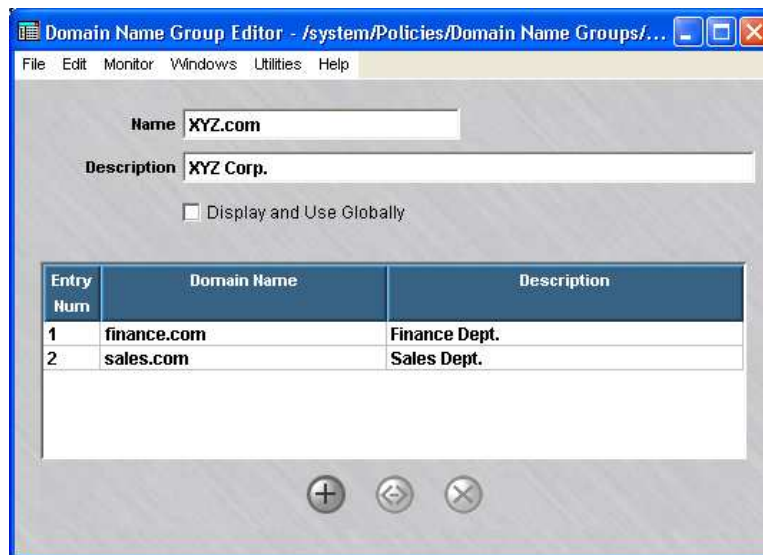 Domain Name Group Editor - /system/Policies/Domain Name Groups/...
File Edit Monitor Windows Utilities Help
Name XYZ.com
Description XYZ Corp.
Display and Use Globally
Entry Num Domain Name Description
1 finance.com Finance Dept.
2 sales.com Sales Dept.